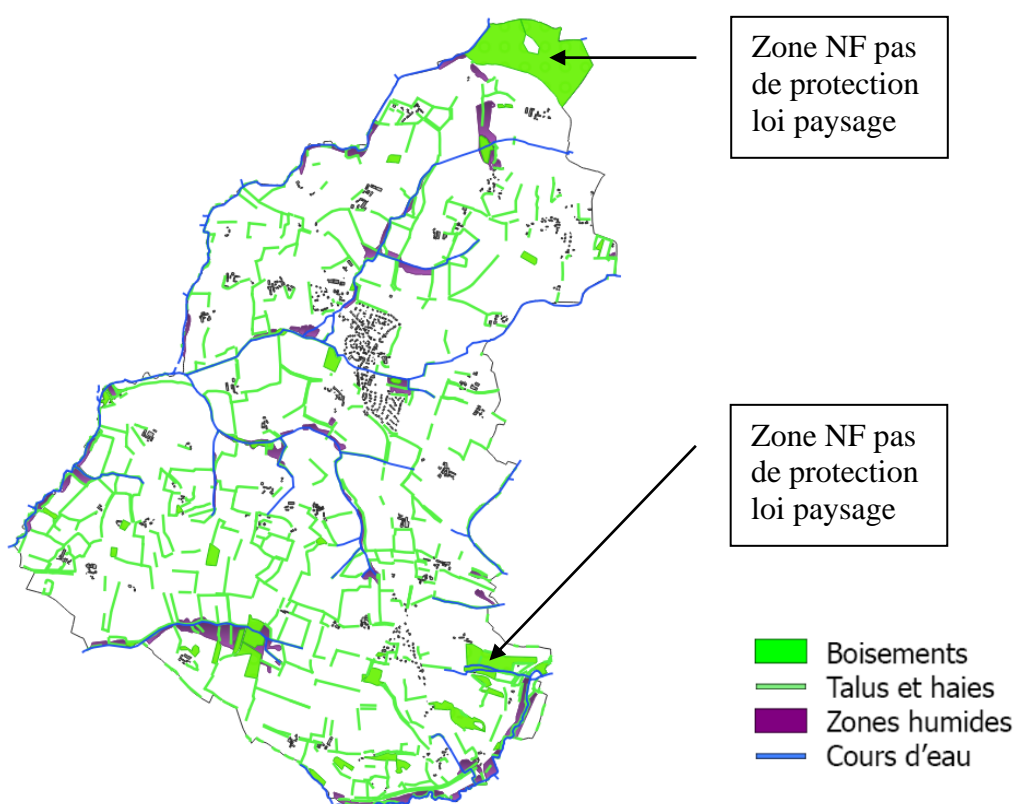 Zone NF pas
de protection
loi paysage
Zone NF pas
de protection
loi paysage
Boisements
Talus et haies
Zones humides
Cours d'eau